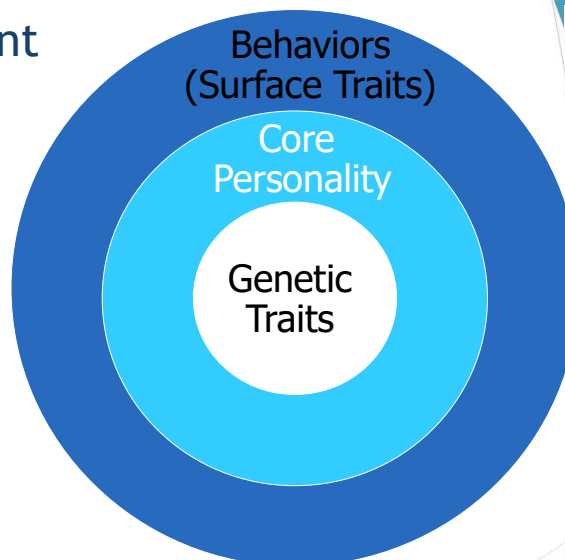 nt
Behaviors
(Surface Traits)
Core
Personality
Genetic
Traits